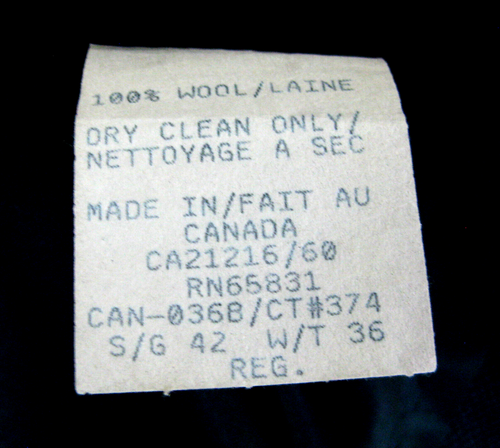 100% WOOL/LAINE
DRY CLEAN ONLY/
NETTOYAGE A SEC
MADE IN/FAIT AU
CANADA
CA21216/60
RN65831
CAN-036B/CT#374
S/G 42 W/T 36
REG.